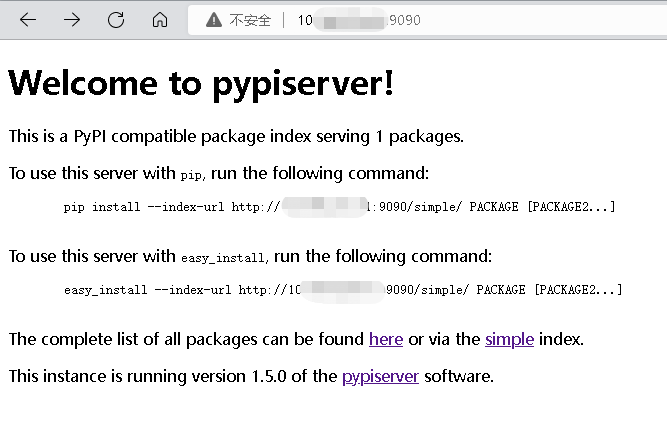 不安全 | 10 :9090
Welcome to pypiserver!
This is a PyPI compatible package index serving 1 packages.
To use this server with pip, run the following command:
pip install --index-url http:// 1:9090/simple/ PACKAGE [PACKAGE2...]
To use this server with easy_install, run the following command:
easy_install --index-url http://10 9090/simple/ PACKAGE [PACKAGE2...]
The complete list of all packages can be found here or via the simple index.
This instance is running version 1.5.0 of the pypiserver software.